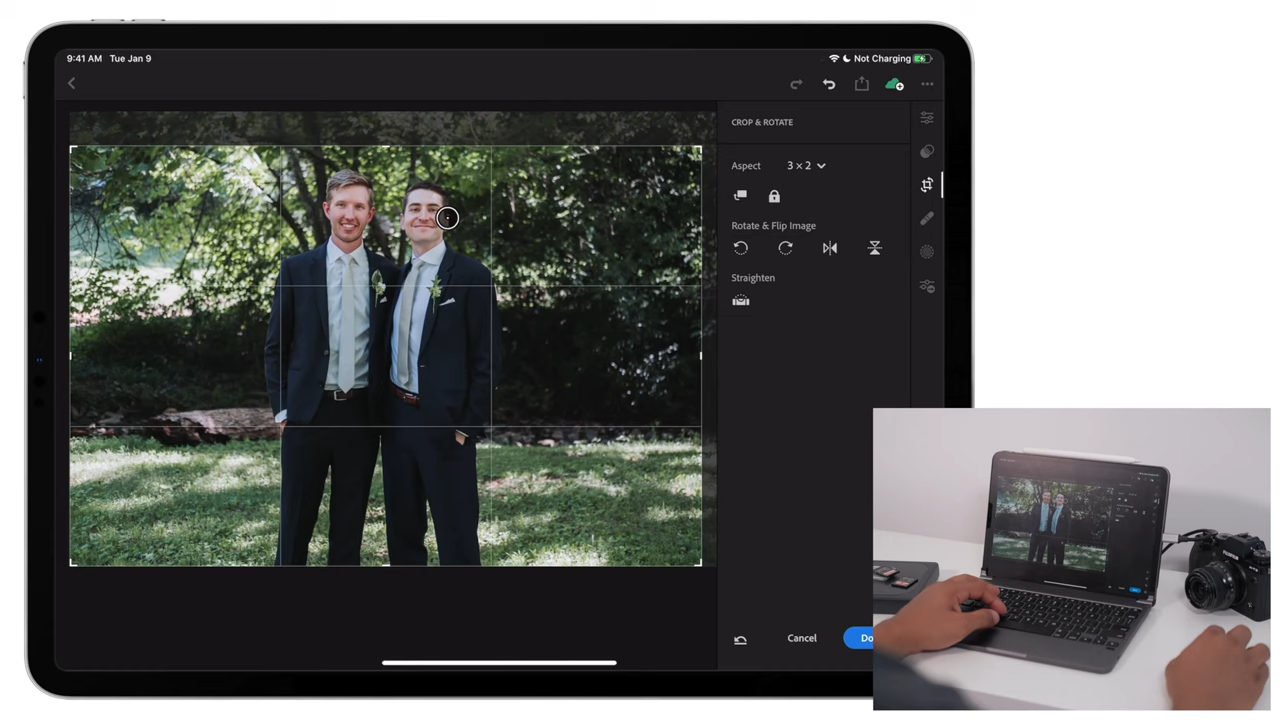 9:41 AM Tue Jan 9
Not Charging
CROP & ROTATE
Aspect 3 × 2
Rotate & Flip Image
Straighten
Cancel
Do
FUJIFILM